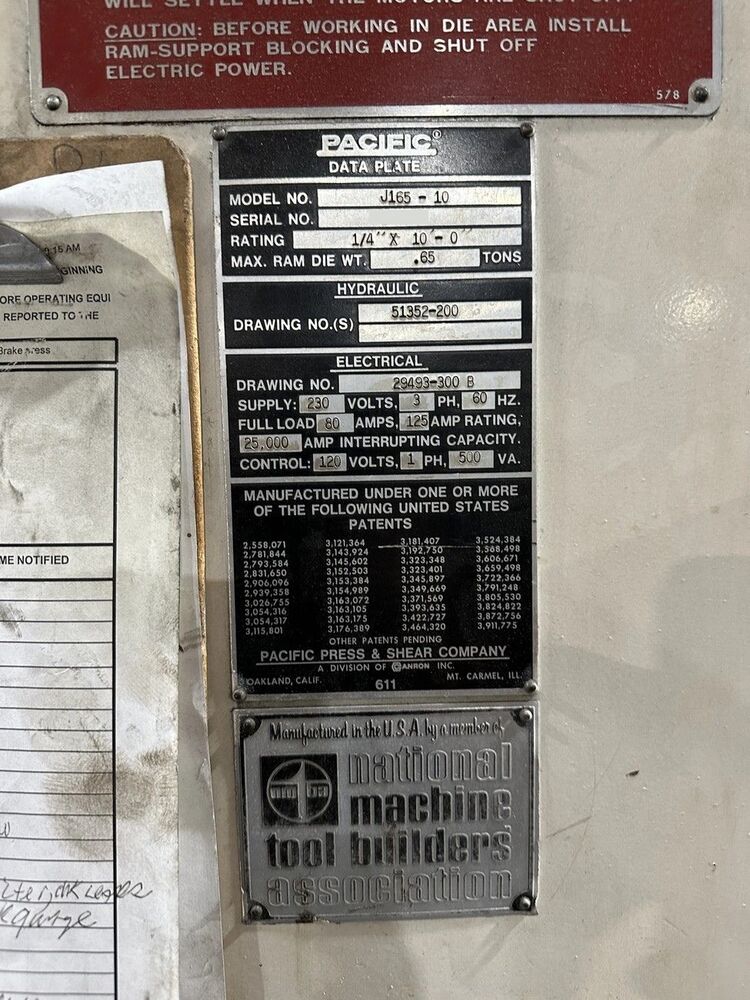 CAUTION: BEFORE WORKING IN DIE AREA INSTALL
RAM-SUPPORT BLOCKING AND SHUT OFF
ELECTRIC POWER.
578
PACIFIC®
DATA PLATE
MODEL NO. J165-10
SERIAL NO.
RATING 1/4" X 10'-0"
MAX. RAM DIE WT. .65 TONS
HYDRAULIC
DRAWING NO.(S) 51352-200
ELECTRICAL
DRAWING NO. 29493-300 B
SUPPLY: 230 VOLTS, 3 PH, 60 HZ.
FULL LOAD 80 AMPS, 125 AMP RATING,
25,000 AMP INTERRUPTING CAPACITY.
CONTROL: 120 VOLTS, 1 PH, 500 VA.
MANUFACTURED UNDER ONE OR MORE
OF THE FOLLOWING UNITED STATES
PATENTS
2,558,071 3,121,364 3,181,407 3,524,384
2,781,844 3,143,924 3,192,750 3,568,498
2,793,584 3,145,602 3,323,348 3,606,671
2,831,650 3,152,503 3,323,401 3,659,498
2,906,096 3,153,384 3,345,897 3,722,366
2,939,358 3,154,989 3,349,669 3,791,248
3,026,755 3,163,072 3,371,569 3,805,530
3,054,316 3,163,105 3,393,635 3,824,822
3,054,317 3,163,175 3,422,727 3,872,756
3,115,801 3,176,389 3,464,320 3,911,775
OTHER PATENTS PENDING
PACIFIC PRESS & SHEAR COMPANY
A DIVISION OF CANRON INC.
OAKLAND, CALIF. 611 MT. CARMEL, ILL.
Manufactured in the U.S.A. by a member of
national
machine
tool builders'
association
9:15 AM
ORE OPERATING EQUI
REPORTED TO THE
Brake press
ME NOTIFIED